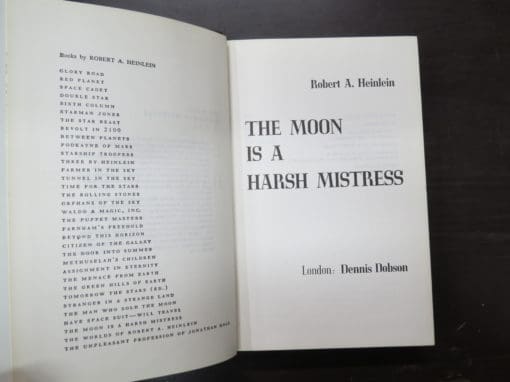 Books by ROBERT A. HEINLEIN
GLORY ROAD
RED PLANET
SPACE CADET
DOUBLE STAR
SIXTH COLUMN
STARMAN JONES
THE STAR BEAST
REVOLT IN 2100
BETWEEN PLANETS
PODKAYNE OF MARS
STARSHIP TROOPERS
THREE BY HEINLEIN
FARMER IN THE SKY
TUNNEL IN THE SKY
TIME FOR THE STARS
THE ROLLING STONES
ORPHANS OF THE SKY
WALDO & MAGIC, INC.
THE PUPPET MASTERS
FARNHAM'S FREEHOLD
BEYOND THIS HORIZON
CITIZEN OF THE GALAXY
THE DOOR INTO SUMMER
METHUSELAH'S CHILDREN
ASSIGNMENT IN ETERNITY
THE MENACE FROM EARTH
THE GREEN HILLS OF EARTH
TOMORROW THE STARS (ED.)
STRANGER IN A STRANGE LAND
THE MAN WHO SOLD THE MOON
HAVE SPACE SUIT—WILL TRAVEL
THE MOON IS A HARSH MISTRESS
THE WORLDS OF ROBERT A. HEINLEIN
THE UNPLEASANT PROFESSION OF JONATHAN HOAG
Robert A. Heinlein
THE MOON
IS A
HARSH MISTRESS
London: Dennis Dobson